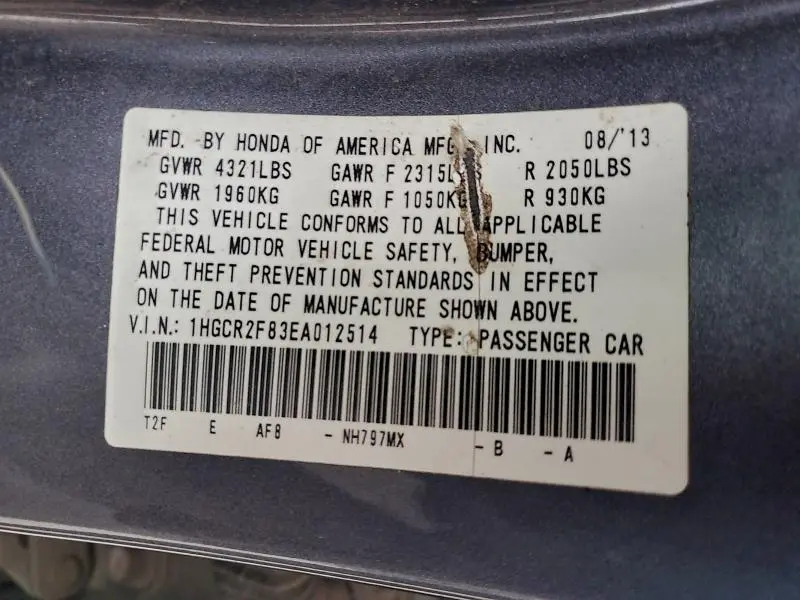 MFD. BY HONDA OF AMERICA MFG. INC. 08/'13
GVWR 4321LBS GAWR F 2315LBS R 2050LBS
GVWR 1960KG GAWR F 1050KG R 930KG
THIS VEHICLE CONFORMS TO ALL APPLICABLE
FEDERAL MOTOR VEHICLE SAFETY, BUMPER,
AND THEFT PREVENTION STANDARDS IN EFFECT
ON THE DATE OF MANUFACTURE SHOWN ABOVE.
V.I.N.: 1HGCR2F83EA012514 TYPE: PASSENGER CAR
T2F E AF8 - NH797MX - B - A